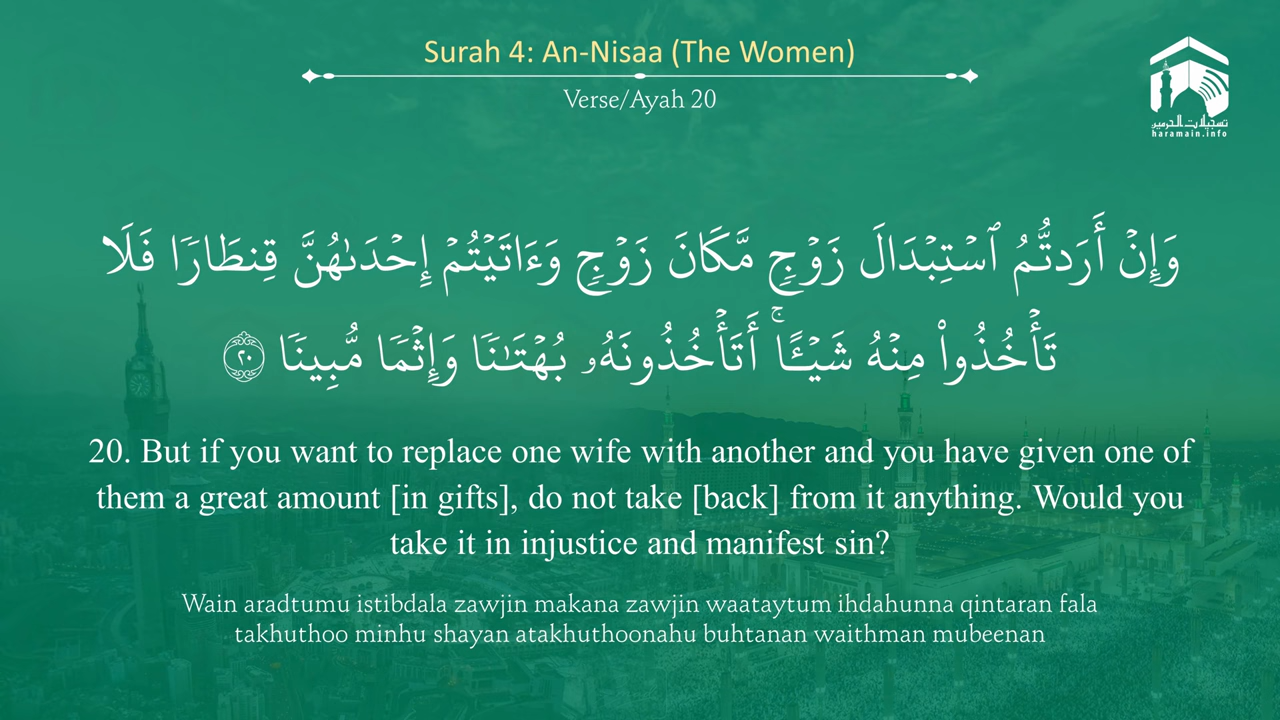 Surah 4: An-Nisaa (The Women)
Verse/Ayah 20
تسجيلات الحرمين
haramain.info
وَإِنْ أَرَدتُّمُ ٱسْتِبْدَالَ زَوْجٍ مَّكَانَ زَوْجٍ وَءَاتَيْتُمْ إِحْدَىٰهُنَّ قِنطَارًا فَلَا
تَأْخُذُوا۟ مِنْهُ شَيْـًٔا ۚ أَتَأْخُذُونَهُۥ بُهْتَـٰنًا وَإِثْمًا مُّبِينًا ٢٠
20. But if you want to replace one wife with another and you have given one of
them a great amount [in gifts], do not take [back] from it anything. Would you
take it in injustice and manifest sin?
Wain aradtumu istibdala zawjin makana zawjin waataytum ihdahunna qintaran fala
takhuthoo minhu shayan atakhuthoonahu buhtanan waithman mubeenan